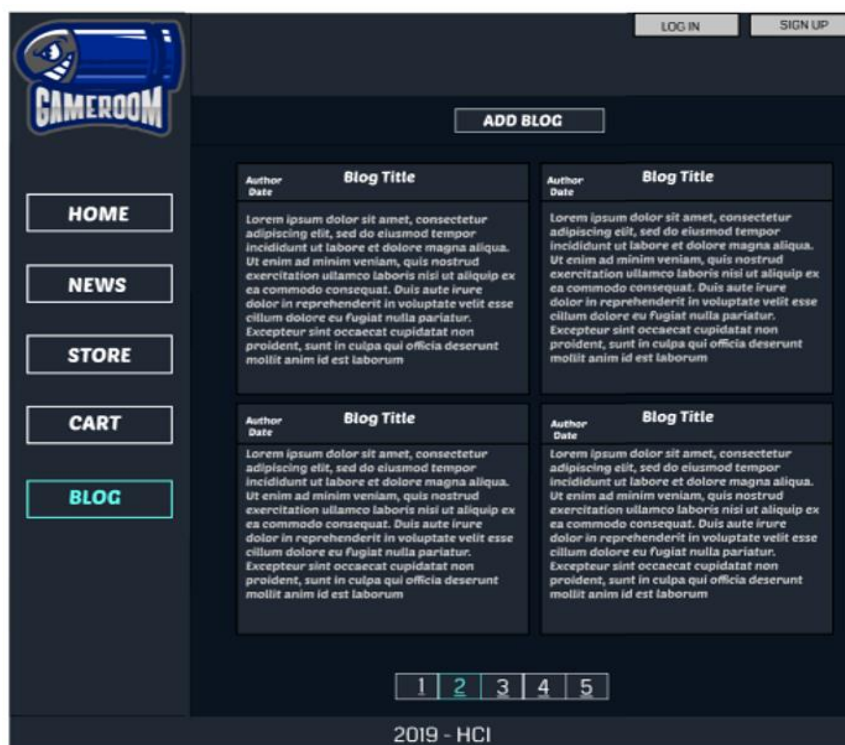 LOG IN
SIGN UP
GAMEROOM
ADD BLOG
HOME
NEWS
STORE
CART
BLOG
Author
Date
Blog Title
Lorem ipsum dolor sit amet, consectetur
adipiscing elit, sed do eiusmod tempor
incididunt ut labore et dolore magna aliqua.
Ut enim ad minim veniam, quis nostrud
exercitation ullamco laboris nisi ut aliquip ex
ea commodo consequat. Duis aute irure
dolor in reprehenderit in voluptate velit esse
cillum dolore eu fugiat nulla pariatur.
Excepteur sint occaecat cupidatat non
proident, sunt in culpa qui officia deserunt
mollit anim id est laborum
Author
Date
Blog Title
Lorem ipsum dolor sit amet, consectetur
adipiscing elit, sed do eiusmod tempor
incididunt ut labore et dolore magna aliqua.
Ut enim ad minim veniam, quis nostrud
exercitation ullamco laboris nisi ut aliquip ex
ea commodo consequat. Duis aute irure
dolor in reprehenderit in voluptate velit esse
cillum dolore eu fugiat nulla pariatur.
Excepteur sint occaecat cupidatat non
proident, sunt in culpa qui officia deserunt
mollit anim id est laborum
Author
Date
Blog Title
Lorem ipsum dolor sit amet, consectetur
adipiscing elit, sed do eiusmod tempor
incididunt ut labore et dolore magna aliqua.
Ut enim ad minim veniam, quis nostrud
exercitation ullamco laboris nisi ut aliquip ex
ea commodo consequat. Duis aute irure
dolor in reprehenderit in voluptate velit esse
cillum dolore eu fugiat nulla pariatur.
Excepteur sint occaecat cupidatat non
proident, sunt in culpa qui officia deserunt
mollit anim id est laborum
Author
Date
Blog Title
Lorem ipsum dolor sit amet, consectetur
adipiscing elit, sed do eiusmod tempor
incididunt ut labore et dolore magna aliqua.
Ut enim ad minim veniam, quis nostrud
exercitation ullamco laboris nisi ut aliquip ex
ea commodo consequat. Duis aute irure
dolor in reprehenderit in voluptate velit esse
cillum dolore eu fugiat nulla pariatur.
Excepteur sint occaecat cupidatat non
proident, sunt in culpa qui officia deserunt
mollit anim id est laborum
1 2 3 4 5
2019 - HCI